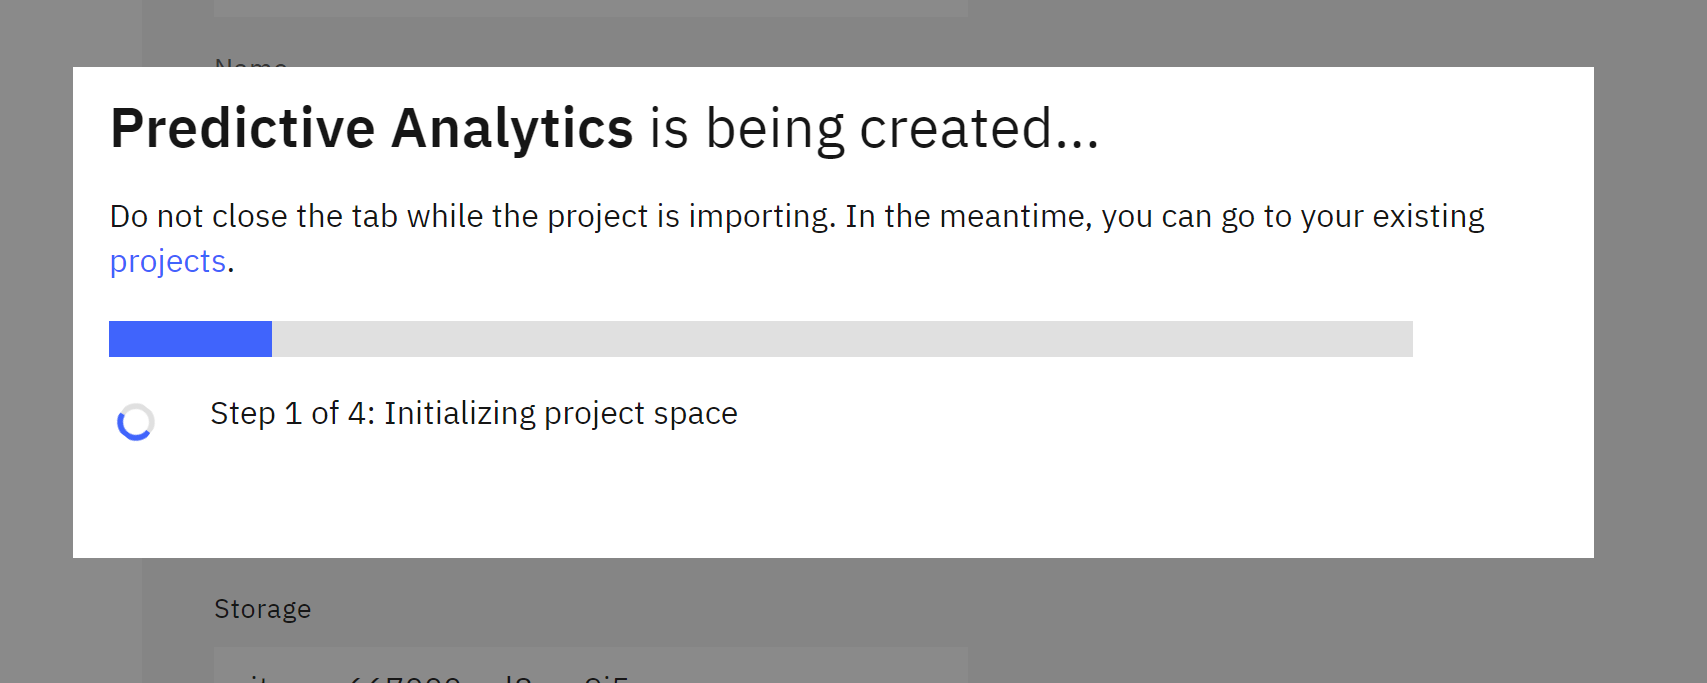 Name
Predictive Analytics is being created...
Do not close the tab while the project is importing. In the meantime, you can go to your existing
projects.
Step 1 of 4: Initializing project space
Storage